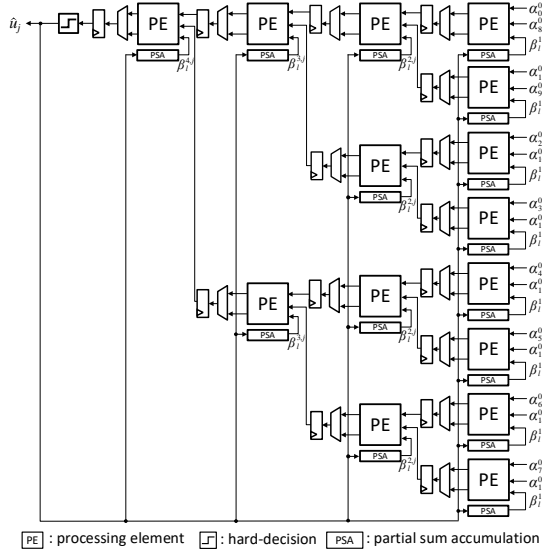 û_j PE PE PE PE α_0^0
α_8^0
PSA β_l^{4,j} PSA β_l^{3,j} PSA β_l^{2,j} PSA β_l^1
PE α_1^0
α_9^0
PSA β_l^1
PE PE α_2^0
α_1^0
PSA β_l^1
PSA β_l^{2,j}
PE α_3^0
α_1^0
PSA β_l^1
PE PE PE α_4^0
α_1^0
PSA β_l^{3,j} PSA β_l^{2,j} PSA β_l^1
PE α_5^0
α_1^0
PSA β_l^1
PE PE α_6^0
α_1^0
PSA β_l^1
PSA β_l^{2,j}
PE α_7^0
α_1^0
PSA β_l^1
PE : processing element : hard-decision PSA : partial sum accumulation